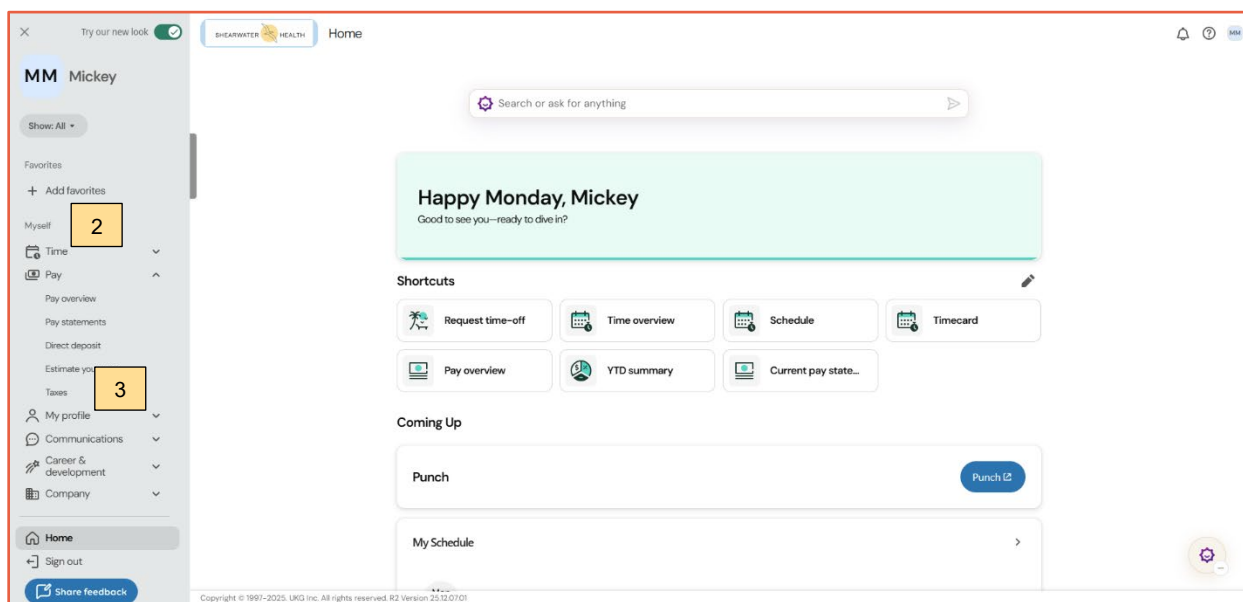 Try our new look
SHEARWATER HEALTH
Home
MM
MM Mickey
Search or ask for anything
Show: All
Favorites
+ Add favorites
Happy Monday, Mickey
Good to see you—ready to dive in?
Myself
2
Time
Pay
Pay overview
Pay statements
Direct deposit
Estimate
Taxes
3
My profile
Communications
Career &
development
Company
Home
Sign out
Share feedback
Shortcuts
Request time-off
Time overview
Schedule
Timecard
Pay overview
YTD summary
Current pay state...
Coming Up
Punch
Punch
My Schedule
Copyright © 1997-2025. UKG Inc. All rights reserved. R2 Version 25.12.07.01